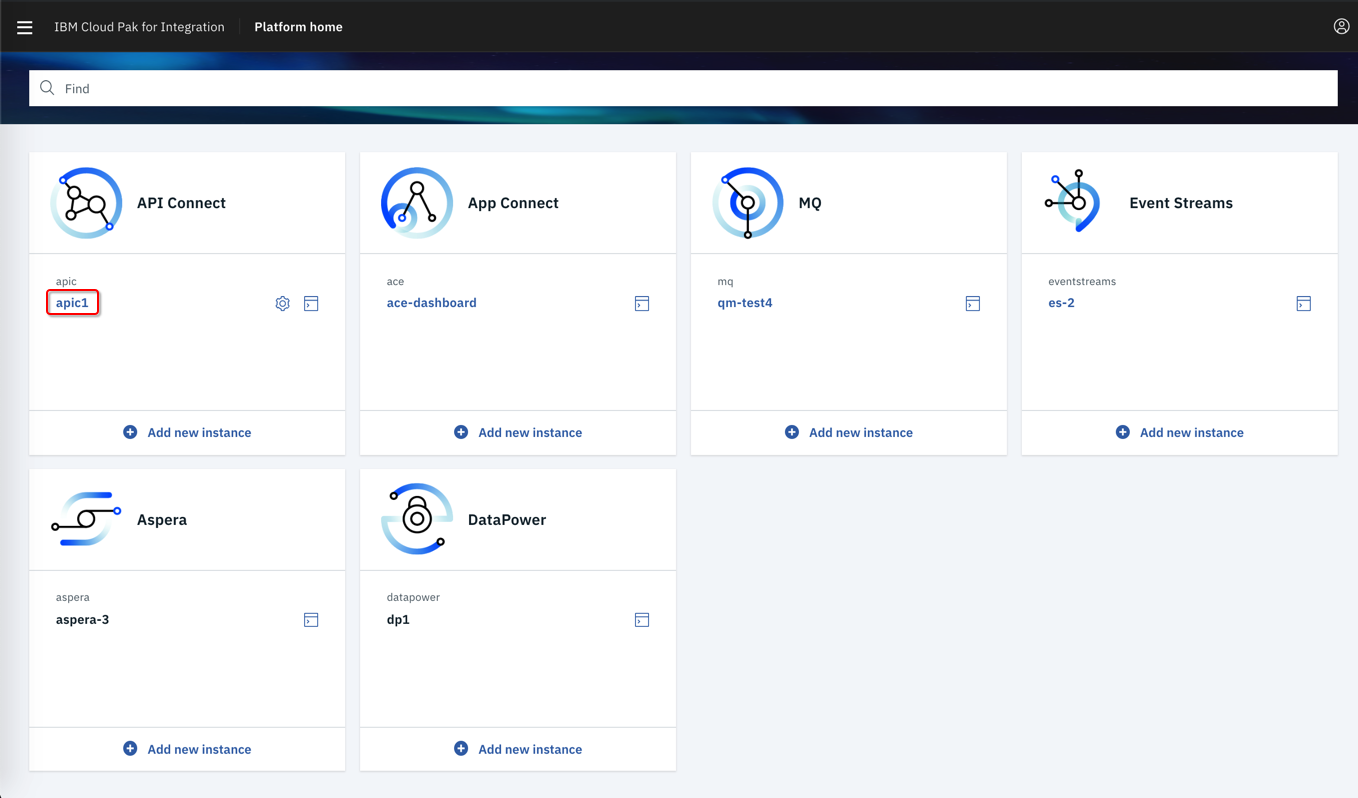 IBM Cloud Pak for Integration Platform home
Find
API Connect
apic
apic1
Add new instance
App Connect
ace
ace-dashboard
Add new instance
MQ
mq
qm-test4
Add new instance
Event Streams
eventstreams
es-2
Add new instance
Aspera
aspera
aspera-3
Add new instance
DataPower
datapower
dp1
Add new instance